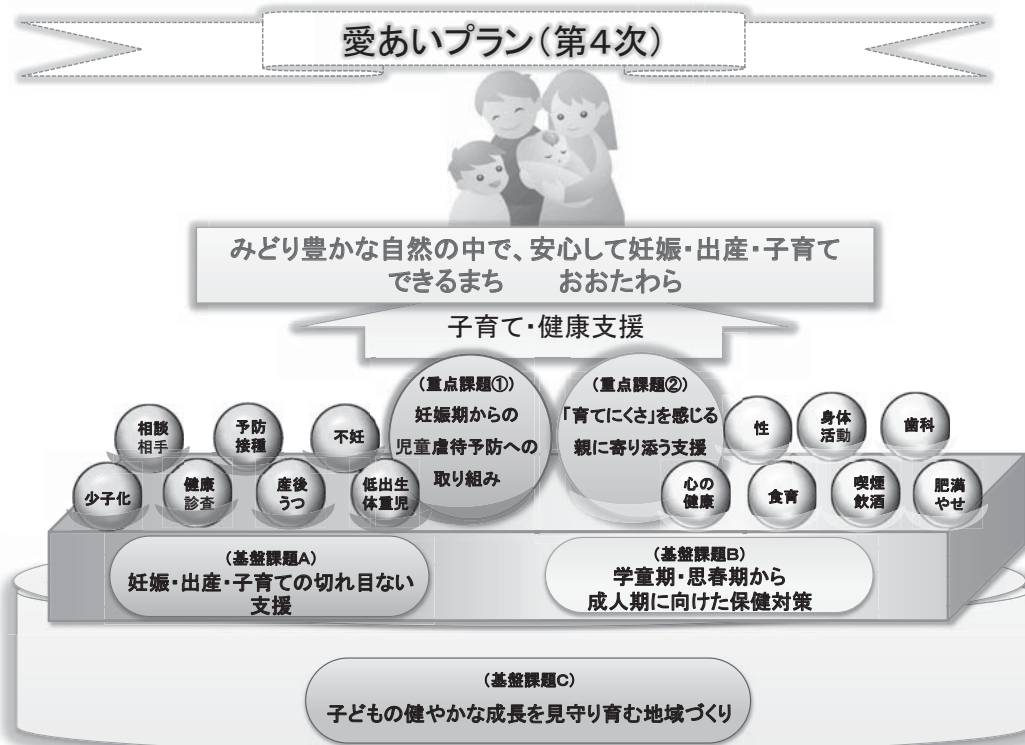 愛あいプラン(第4次)
みどり豊かな自然の中で、安心して妊娠・出産・子育て
できるまち　　おおたわら
子育て・健康支援
(重点課題①)
妊娠期からの
児童虐待予防への
取り組み
(重点課題②)
「育てにくさ」を感じる
親に寄り添う支援
相談
相手
予防
接種
不妊
少子化
健康
診査
産後
うつ
低出生
体重児
性
身体
活動
歯科
心の
健康
食育
喫煙
飲酒
肥満
やせ
(基盤課題A)
妊娠・出産・子育ての切れ目ない
支援
(基盤課題B)
学童期・思春期から
成人期に向けた保健対策
(基盤課題C)
子どもの健やかな成長を見守り育む地域づくり